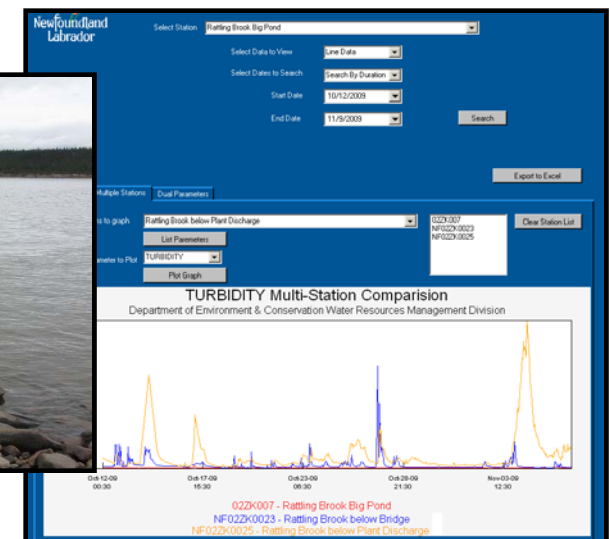 Newfoundland
Labrador
Select Station Rattling Brook Big Pond
Select Data to View Line Data
Select Dates to Search Search By Duration
Start Date 10/12/2009
End Date 11/9/2009 Search
Export to Excel
Multiple Stations Dual Parameters
to graph Rattling Brook below Plant Discharge 02ZK007 Clear Station List
NF02ZK0023
NF02ZK0025
List Parameters
to Plot TURBIDITY
Plot Graph
TURBIDITY Multi-Station Comparision
Department of Environment & Conservation Water Resources Management Division
Oct-12-09 Oct-17-09 Oct-23-09 Oct-28-09 Nov-03-09
00:30 15:30 06:30 21:30 12:30
02ZK007 - Rattling Brook Big Pond
NF02ZK0023 - Rattling Brook below Bridge
NF02ZK0025 - Rattling Brook below Plant Discharge